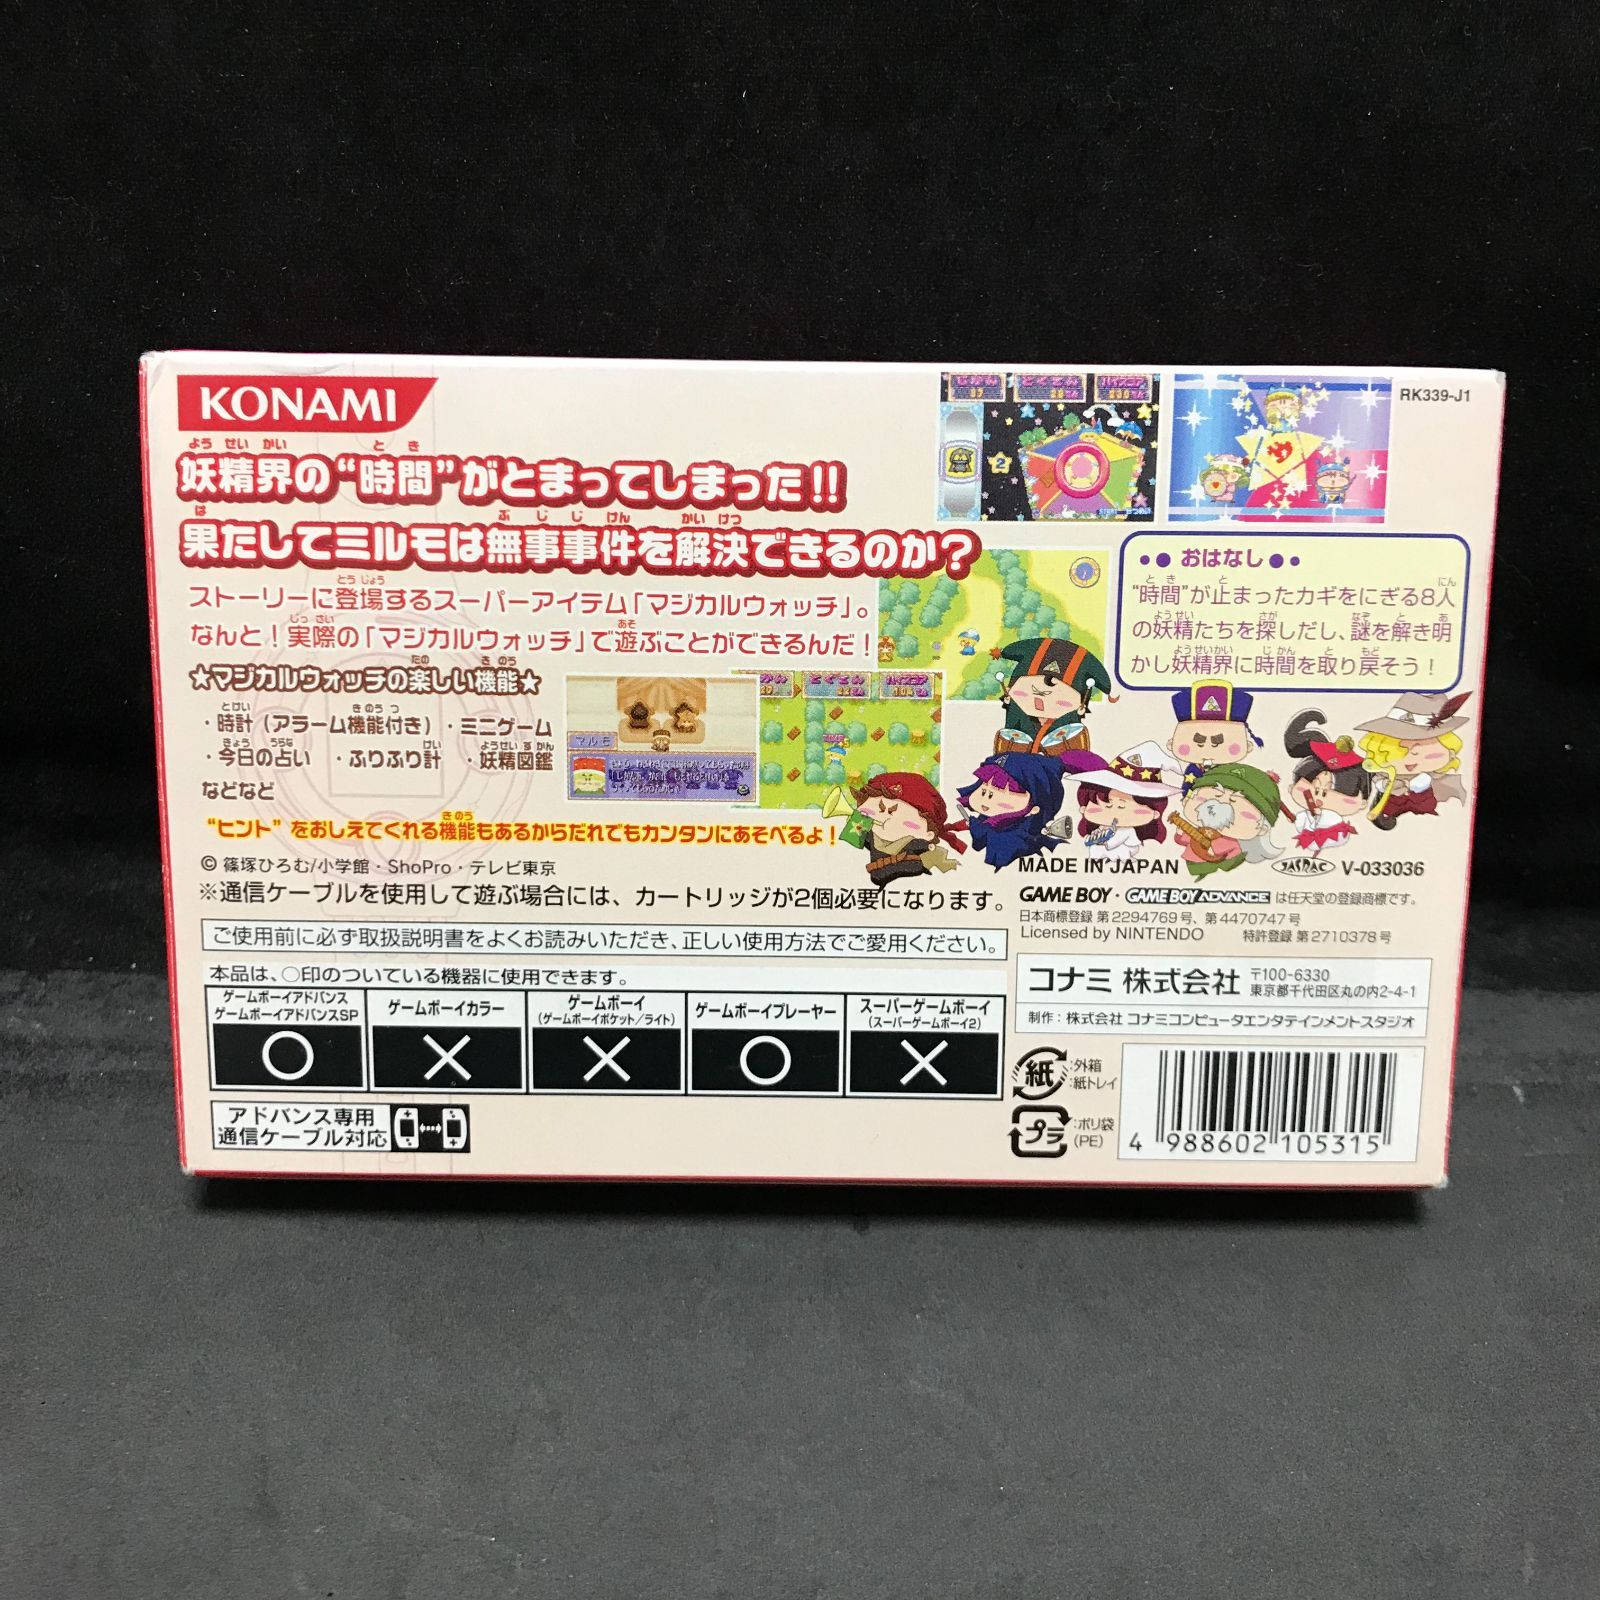 KONAMI
RK339-J1
妖精界の“時間”がとまってしまった!!
果たしてミルモは無事事件を解決できるのか?
ストーリーに登場するスーパーアイテム「マジカルウォッチ」。
なんと!実際の「マジカルウォッチ」で遊ぶことができるんだ!
★マジカルウォッチの楽しい機能★
・時計(アラーム機能付き)・ミニゲーム
・今日の占い ・ふりふり計 ・妖精図鑑
などなど
“ヒント”をおしえてくれる機能もあるからだれでもカンタンにあそべるよ!
おはなし
“時間”が止まったカギをにぎる8人
の妖精たちを探しだし、謎を解き明
かし妖精界に時間を取り戻そう!
マルモ
© 篠塚ひろむ/小学館・ShoPro・テレビ東京
※通信ケーブルを使用して遊ぶ場合には、カートリッジが2個必要になります。
ご使用前に必ず取扱説明書をよくお読みいただき、正しい使用方法でご愛用ください。
本品は、○印のついている機器に使用できます。
ゲームボーイアドバンス
ゲームボーイアドバンスSP
○
ゲームボーイカラー
×
ゲームボーイ
(ゲームボーイポケット/ライト)
×
ゲームボーイプレーヤー
○
スーパーゲームボーイ
(スーパーゲームボーイ2)
×
アドバンス専用
通信ケーブル対応
MADE IN JAPAN
JASRAC V-033036
GAME BOY・GAME BOY ADVANCE は任天堂の登録商標です。
日本商標登録 第2294769号、第4470747号
Licensed by NINTENDO 特許登録 第2710378号
コナミ 株式会社
〒100-6330
東京都千代田区丸の内2-4-1
制作:株式会社 コナミコンピュータエンタテインメントスタジオ
紙
:外箱
:紙トレイ
プラ
:ポリ袋
(PE)
4 988602 105315